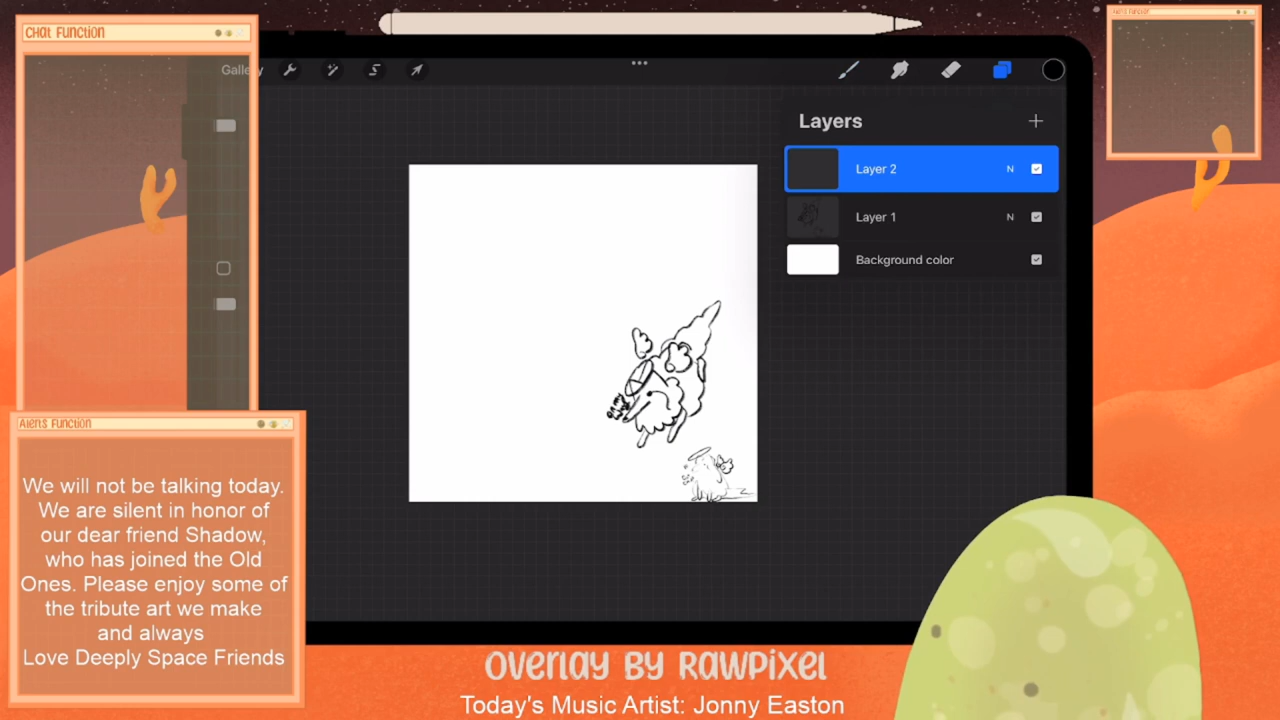 CHat Function
Gallery
Alerts Function
Layers
Layer 2
N
Layer 1
N
Background color
Alerts Function
We will not be talking today.
We are silent in honor of
our dear friend Shadow,
who has joined the Old
Ones. Please enjoy some of
the tribute art we make
and always
Love Deeply Space Friends
Overlay by Rawpixel
Today's Music Artist: Jonny Easton